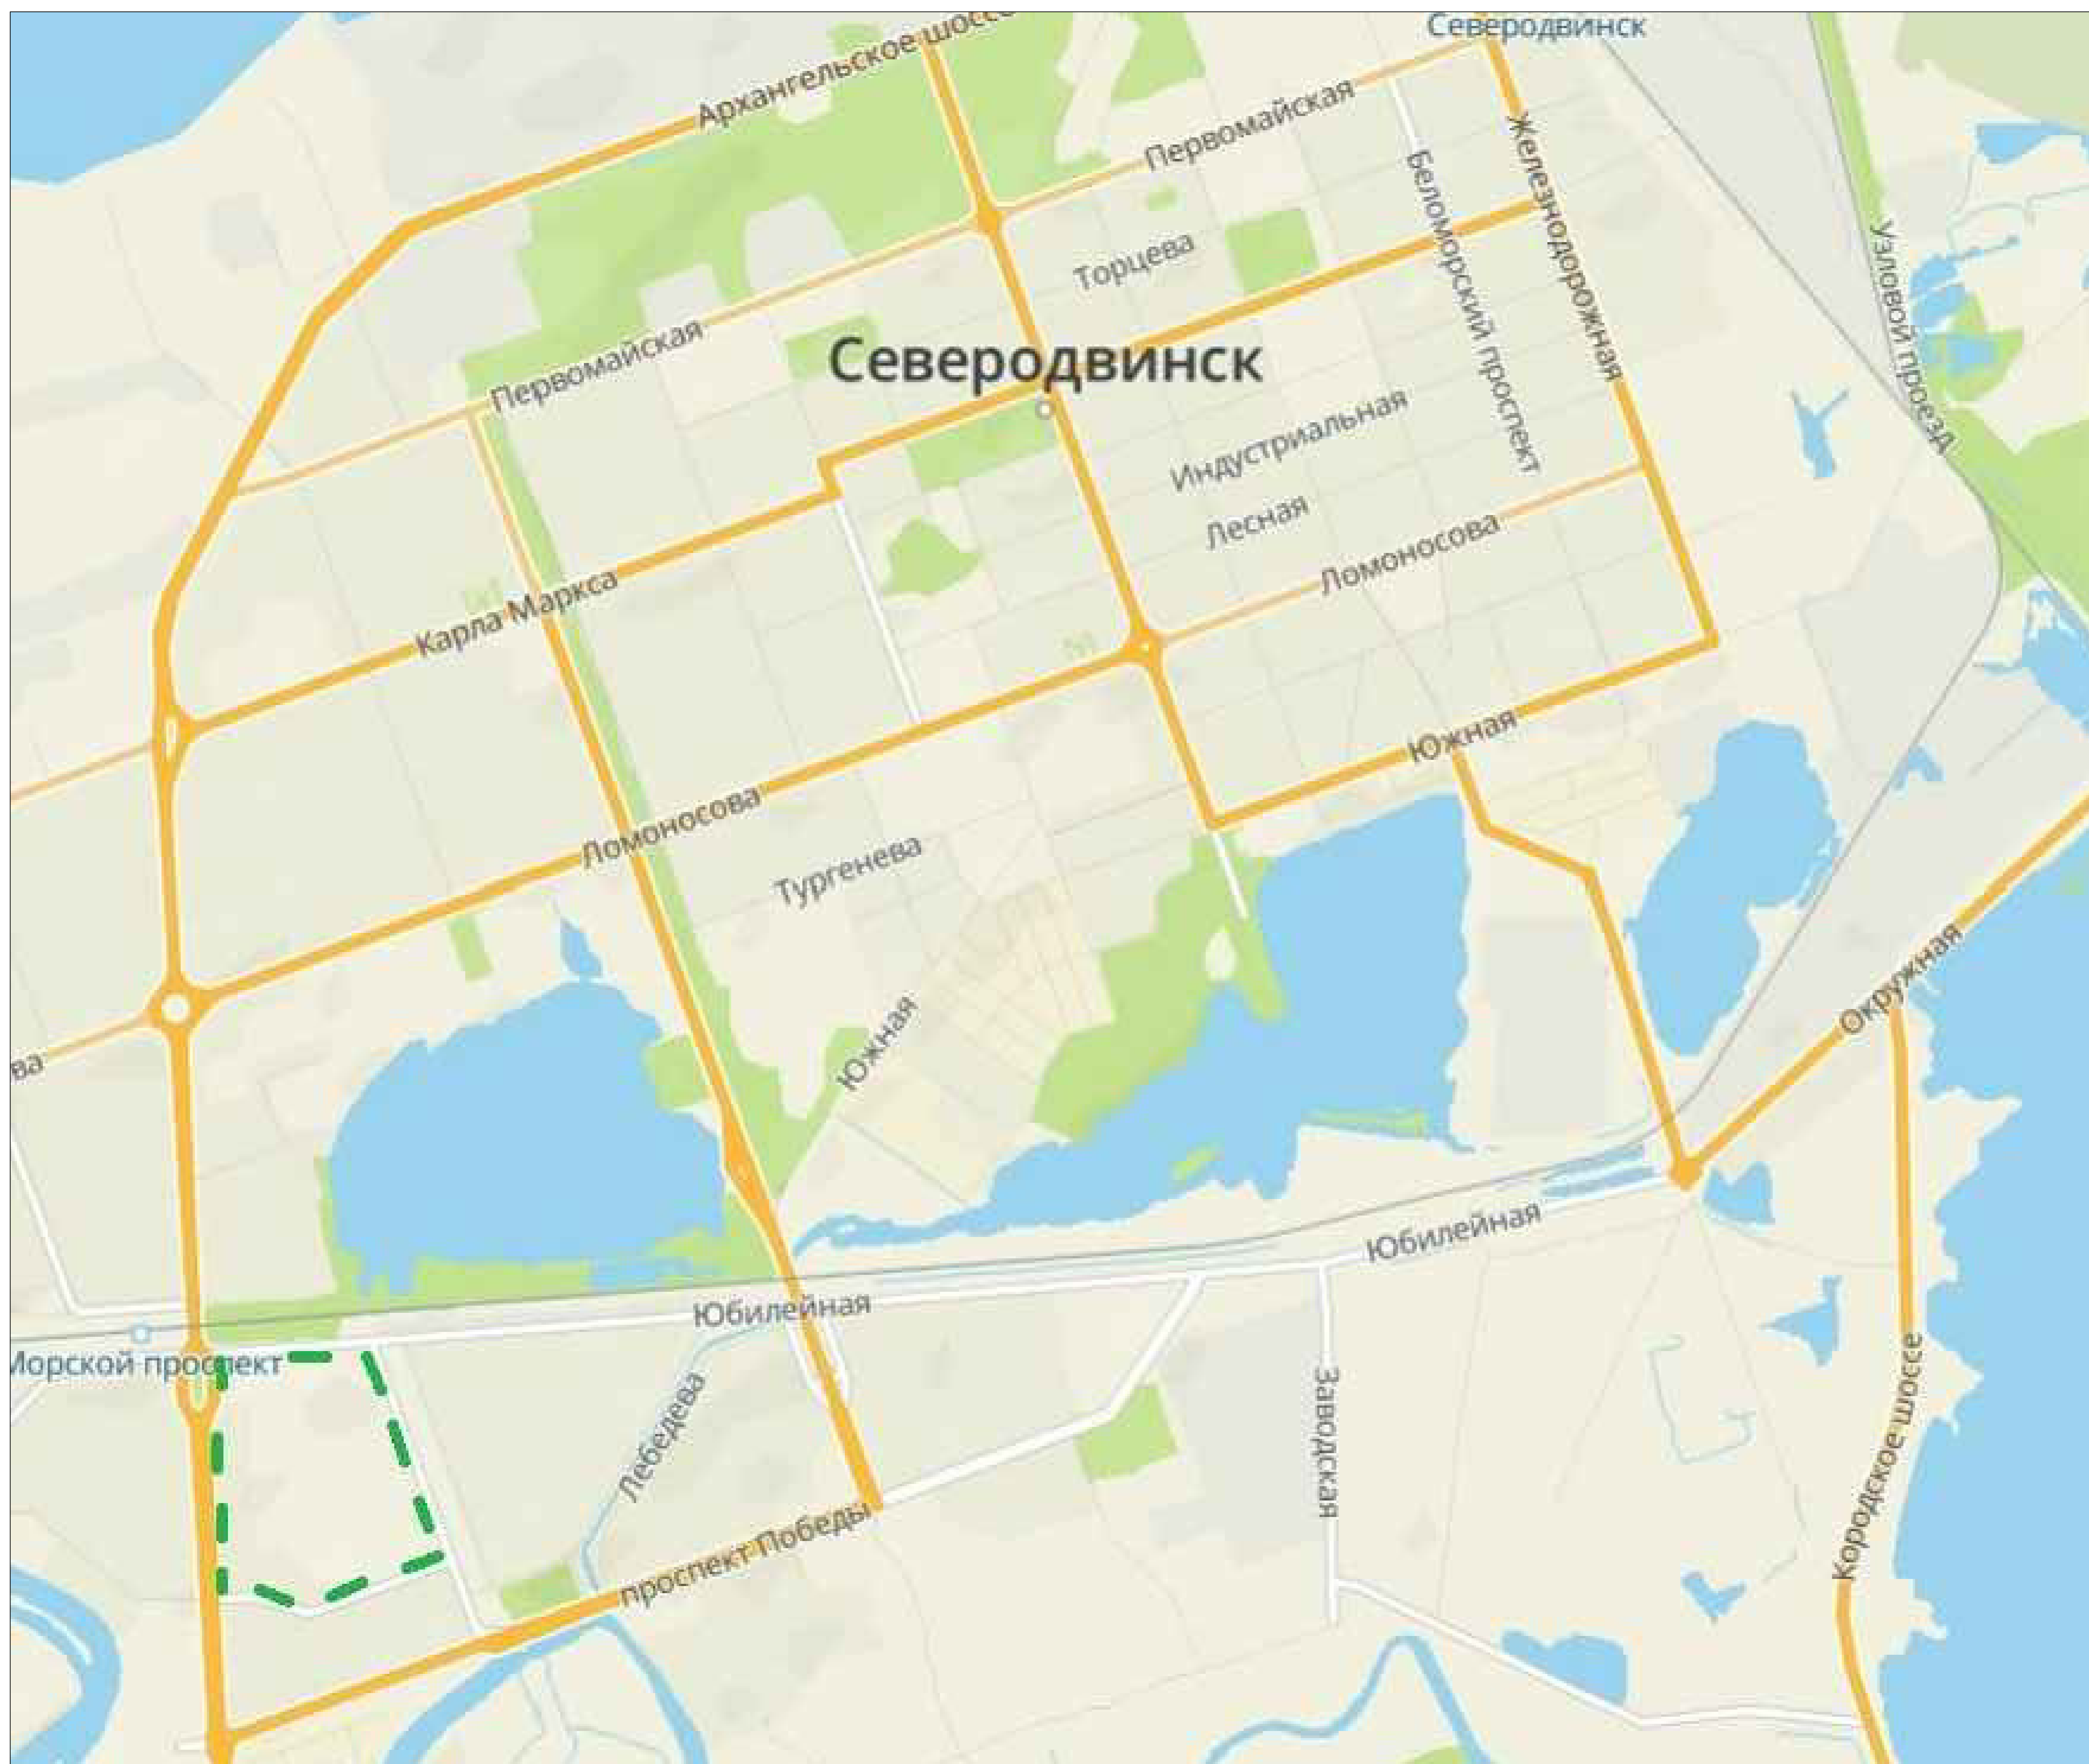 Северодвинск
Архангельское шоссе
Первомайская
Железнодорожная
Беломорский проспект
Узловой проезд
Торцева
Первомайская
Северодвинск
Индустриальная
Лесная
Ломоносова
Карла Маркса
Южная
Ломоносова
Тургенева
Окружная
Южная
ва
Юбилейная
Юбилейная
Морской проспект
Лебедева
Заводская
Кородское шоссе
проспект Победы